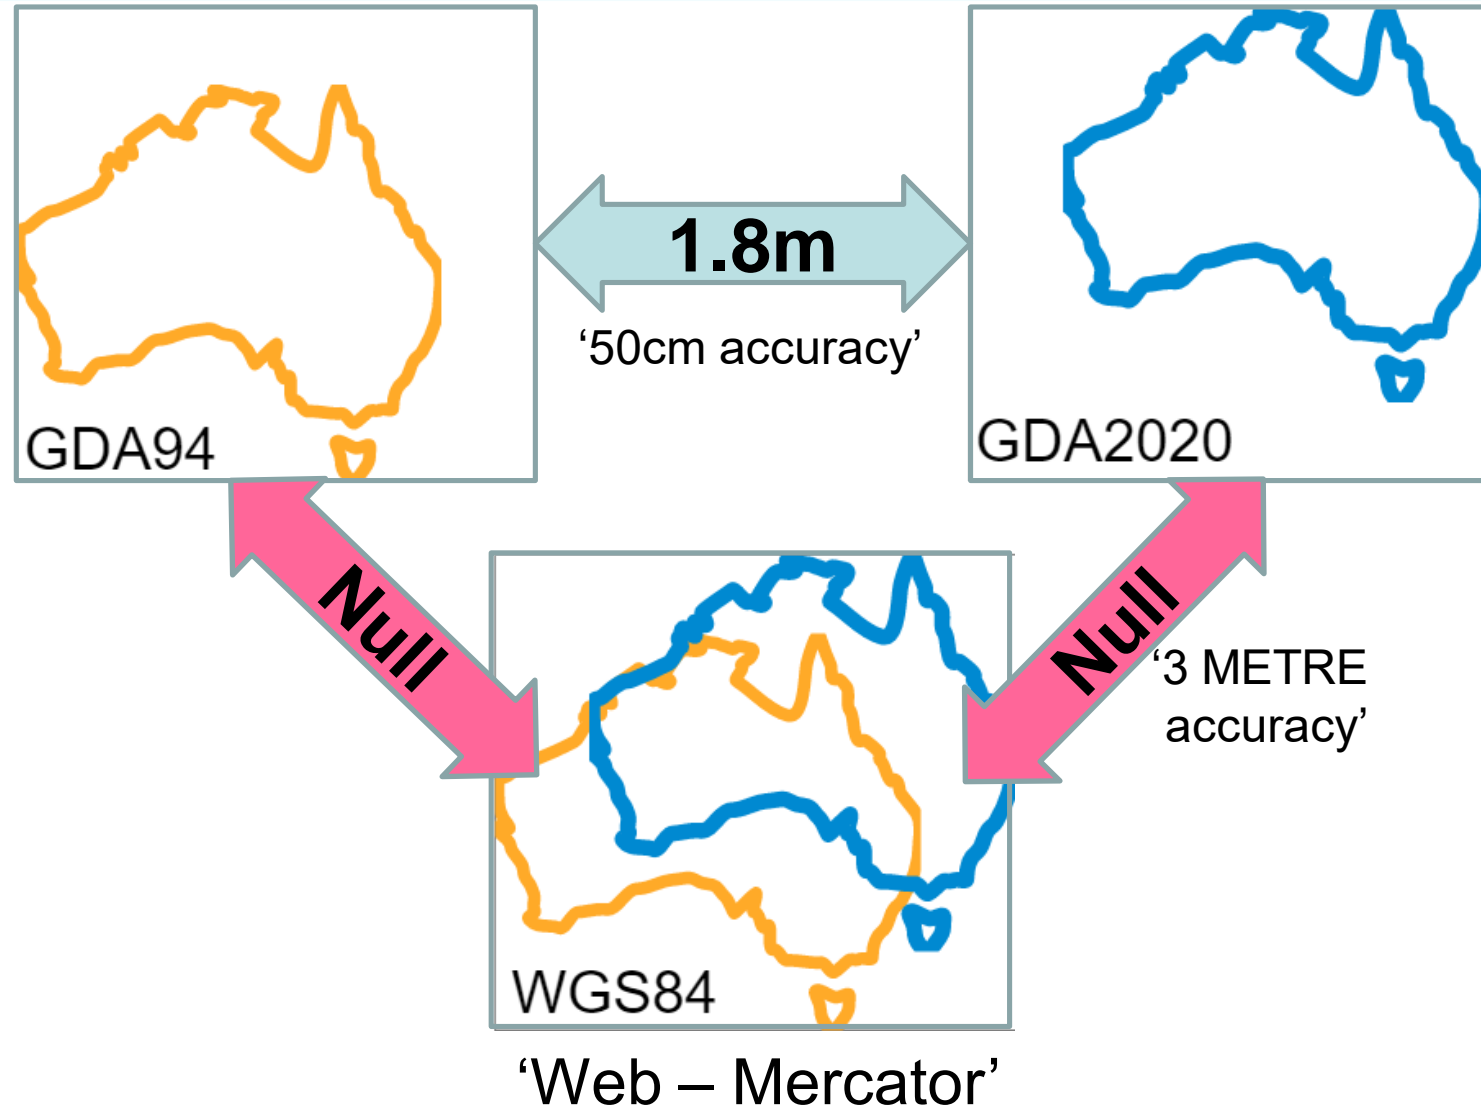 1.8m
‘50cm accuracy’
GDA94
GDA2020
Null
Null
‘3 METRE
accuracy’
WGS84
‘Web – Mercator’